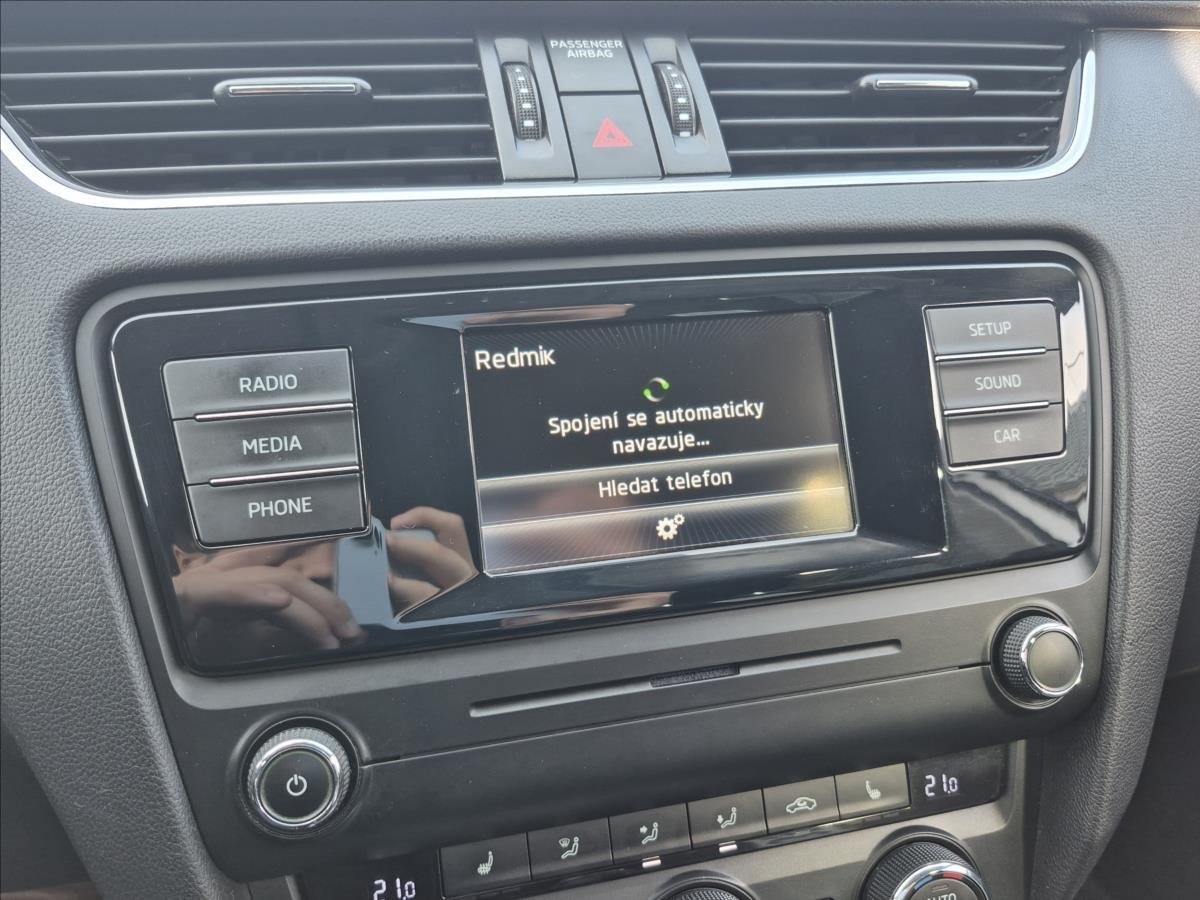 PASSENGER
AIRBAG
RADIO
MEDIA
PHONE
Redmik
Spojení se automaticky
navazuje...
Hledat telefon
SETUP
SOUND
CAR
21.0
21.0
AUTO